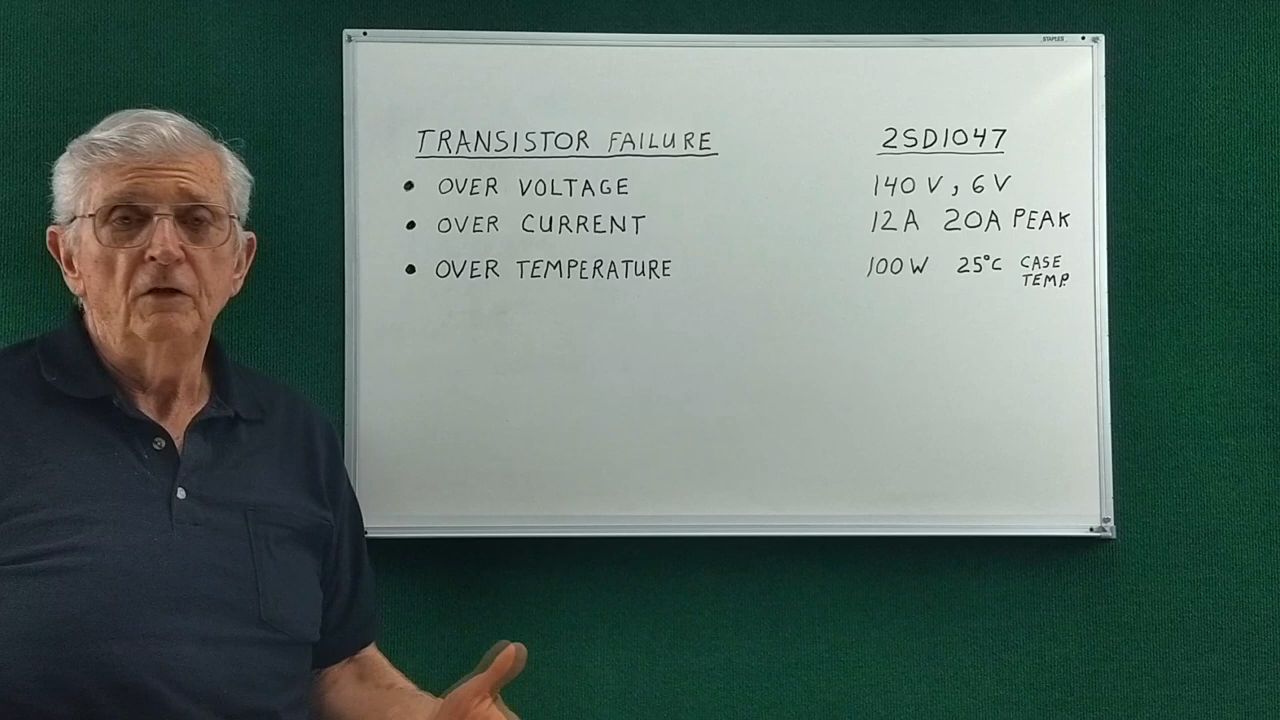 STAPLES
TRANSISTOR FAILURE
• OVER VOLTAGE
• OVER CURRENT
• OVER TEMPERATURE
2SD1047
140 V, 6 V
12 A 20A PEAK
100 W 25°C CASE
TEMP.